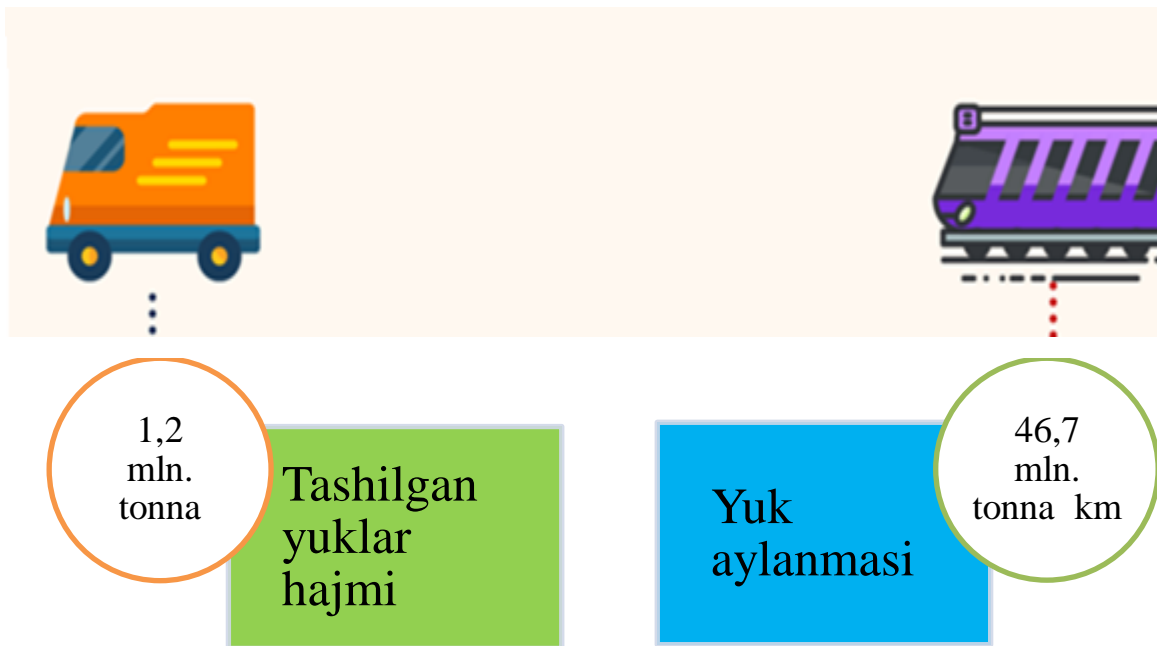 1,2
mln.
tonna
Tashilgan
yuklar
hajmi
Yuk
aylanmasi
46,7
mln.
tonna km